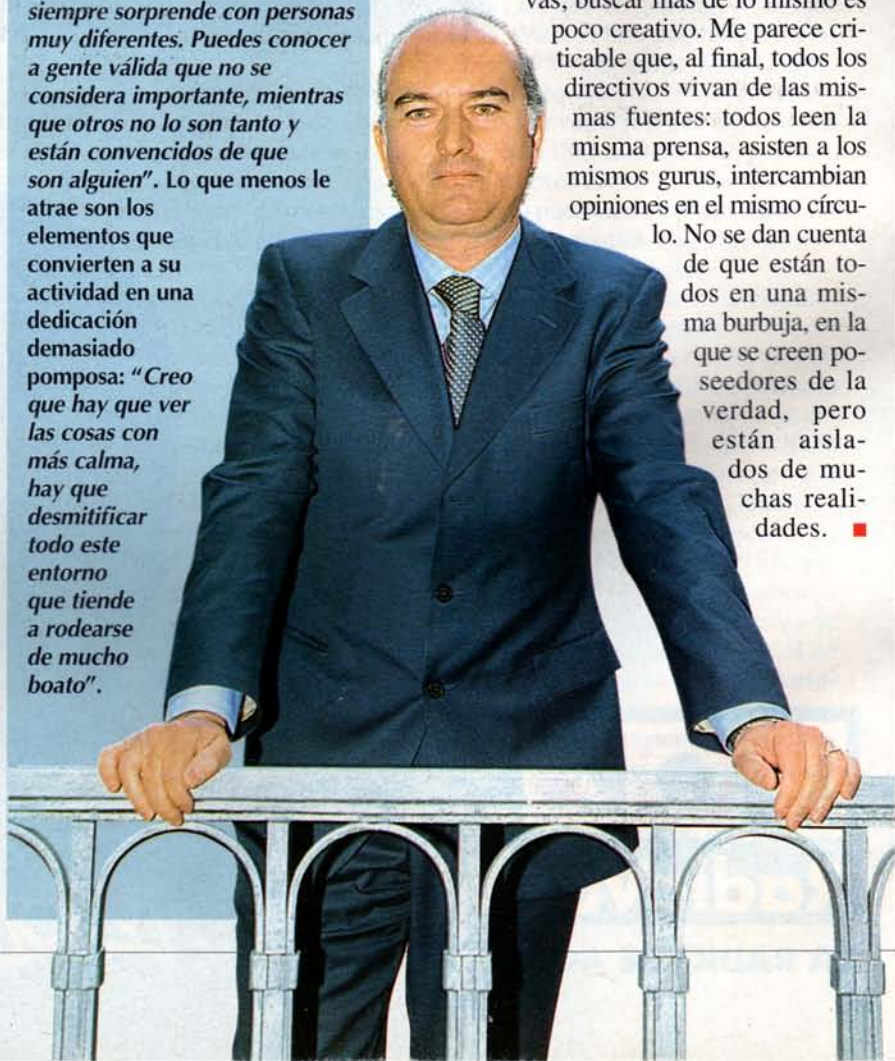 siempre sorprende con personas
muy diferentes. Puedes conocer
a gente válida que no se
considera importante, mientras
que otros no lo son tanto y
están convencidos de que
son alguien". Lo que menos le
atrae son los
elementos que
convierten a su
actividad en una
dedicación
demasiado
pomposa: "Creo
que hay que ver
las cosas con
más calma,
hay que
desmitificar
todo este
entorno
que tiende
a rodearse
de mucho
boato".
vas, buscar más de lo mismo es
poco creativo. Me parece cri-
ticable que, al final, todos los
directivos vivan de las mis-
mas fuentes: todos leen la
misma prensa, asisten a los
mismos gurus, intercambian
opiniones en el mismo círcu-
lo. No se dan cuenta
de que están to-
dos en una mis-
ma burbuja, en la
que se creen po-
seedores de la
verdad, pero
están aisla-
dos de mu-
chas reali-
dades.